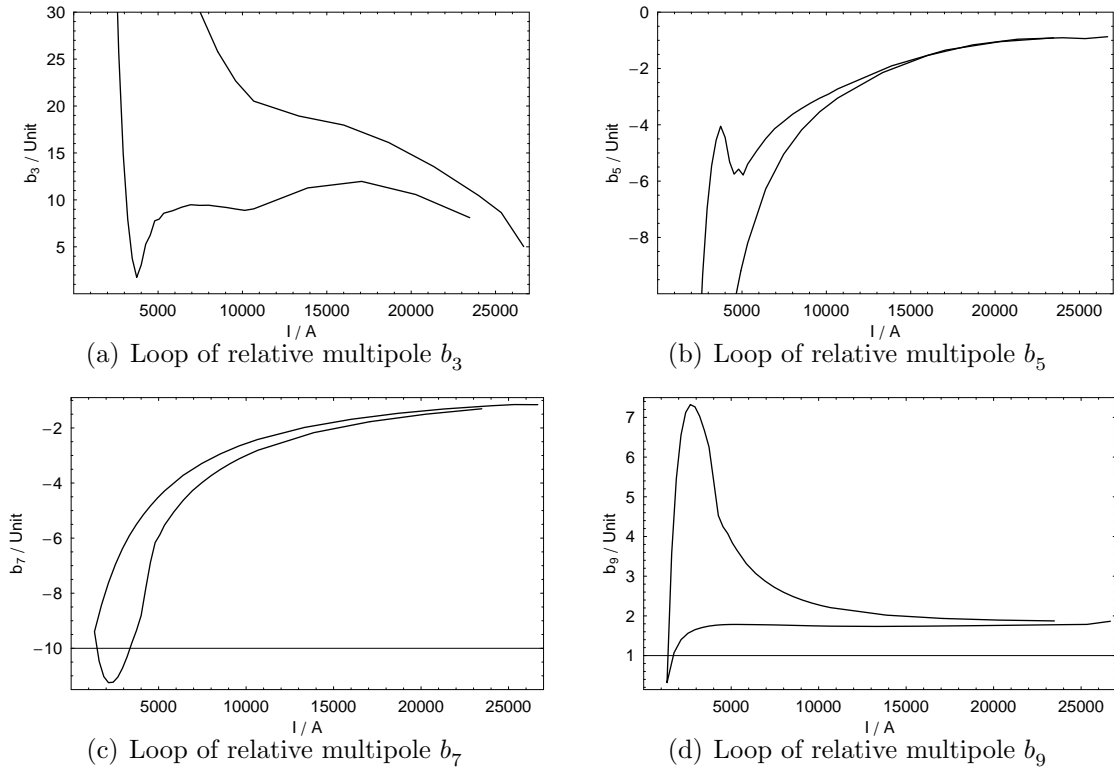 30
25
20
15
10
5
b3 / Unit
5000 10000 15000 20000 25000
I / A
(a) Loop of relative multipole b3
0
−2
−4
−6
−8
b5 / Unit
5000 10000 15000 20000 25000
I / A
(b) Loop of relative multipole b5
−2
−4
−6
−8
−10
b7 / Unit
5000 10000 15000 20000 25000
I / A
(c) Loop of relative multipole b7
7
6
5
4
3
2
1
b9 / Unit
5000 10000 15000 20000 25000
I / A
(d) Loop of relative multipole b9